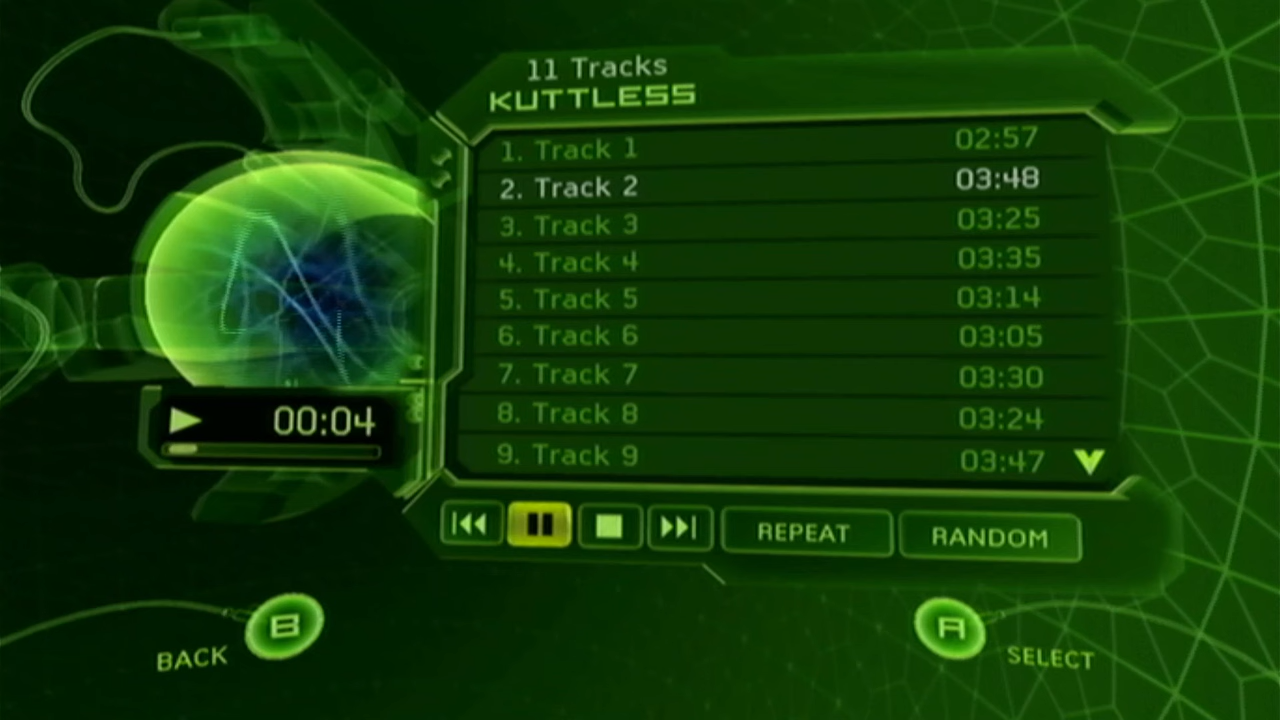 11 Tracks
KUTTLESS
1. Track 1 02:57
2. Track 2 03:48
3. Track 3 03:25
4. Track 4 03:35
5. Track 5 03:14
6. Track 6 03:05
7. Track 7 03:30
8. Track 8 03:24
9. Track 9 03:47
00:04
REPEAT RANDOM
B A
BACK SELECT